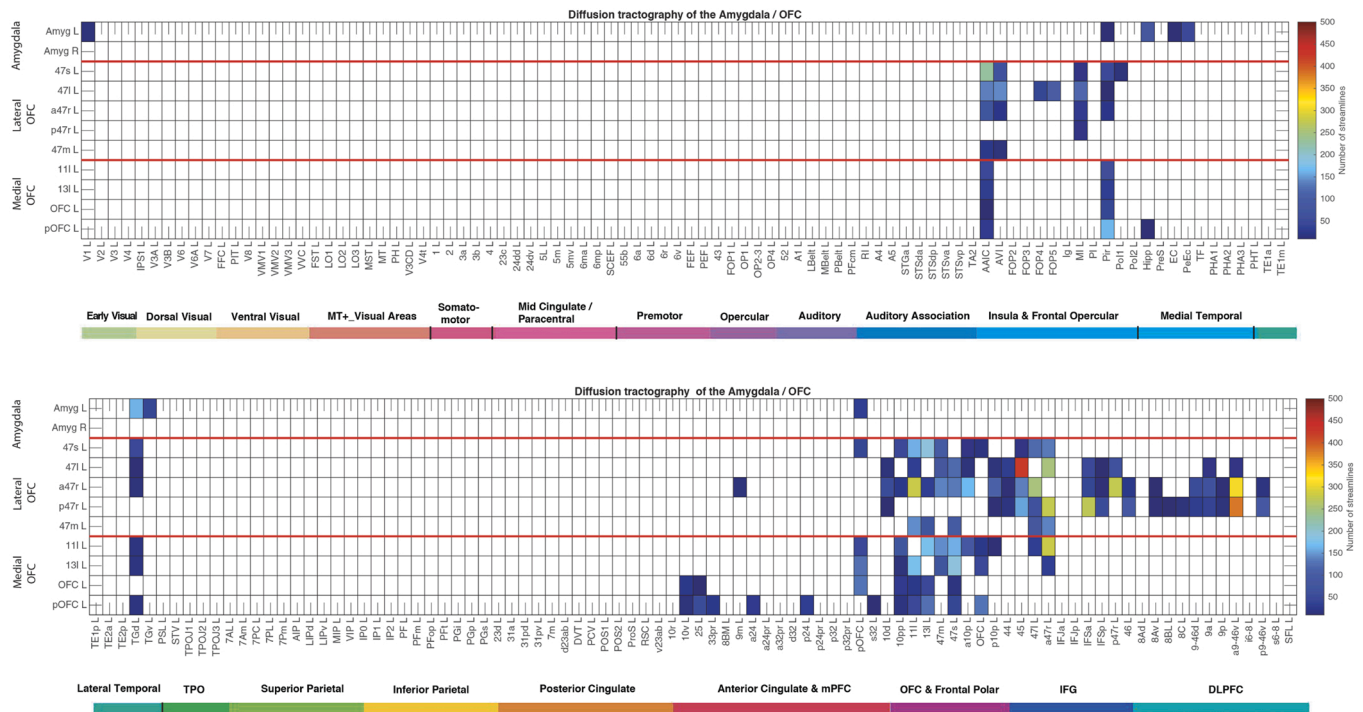 Diffusion tractography of the Amygdala / OFC
Amygdala
Amyg L
Amyg R
Lateral
OFC
47s L
47l L
a47r L
p47r L
47m L
Medial
OFC
11l L
13l L
OFC L
pOFC L
500
450
400
350
300
250
200
150
100
50
Number of streamlines
V1 L
V2 L
V3 L
V4 L
IPS1 L
V3A L
V3B L
V6 L
V6A L
V7 L
FFC L
PIT L
V8 L
VMV1 L
VMV2 L
VMV3 L
VVC L
FST L
LO1 L
LO2 L
LO3 L
MST L
MT L
PH L
V3CD L
V4t L
1 L
2 L
3a L
3b L
4 L
23c L
24dd L
24dv L
5L L
5m L
5mv L
6ma L
6mp L
SCEF L
55b L
6a L
6d L
6r L
6v L
FEF L
PEF L
43 L
FOP1 L
OP1 L
OP2-3 L
OP4 L
52 L
A1 L
LBelt L
MBelt L
PBelt L
PFcm L
RI L
A4 L
A5 L
STGa L
STSda L
STSdp L
STSva L
STSvp L
TA2 L
AAIC L
AVI L
FOP2 L
FOP3 L
FOP4 L
FOP5 L
Ig L
MI L
PI L
Pir L
PoI1 L
PoI2 L
Hipp L
PreS L
EC L
PeEc L
TF L
PHA1 L
PHA2 L
PHA3 L
PHT L
TE1a L
TE1m L
Early Visual
Dorsal Visual
Ventral Visual
MT+_Visual Areas
Somato-
motor
Mid Cingulate /
Paracentral
Premotor
Opercular
Auditory
Auditory Association
Insula & Frontal Opercular
Medial Temporal
Diffusion tractography of the Amygdala / OFC
Amygdala
Amyg L
Amyg R
Lateral
OFC
47s L
47l L
a47r L
p47r L
47m L
Medial
OFC
11l L
13l L
OFC L
pOFC L
500
450
400
350
300
250
200
150
100
50
Number of streamlines
TE1p L
TE2a L
TE2p L
TGd L
TGv L
PSL L
STV L
TPOJ1 L
TPOJ2 L
TPOJ3 L
7AL L
7Am L
7PC L
7PL L
7Pm L
AIP L
LIPd L
LIPv L
MIP L
VIP L
IP0 L
IP1 L
IP2 L
PF L
PFm L
PFop L
PFt L
PGi L
PGp L
PGs L
23d L
31a L
31pd L
31pv L
7m L
d23ab L
DVT L
PCV L
POS1 L
POS2 L
ProS L
RSC L
v23ab L
10r L
10v L
25 L
33pr L
8BM L
9m L
a24 L
a24pr L
a32pr L
d32 L
p24 L
p24pr L
p32 L
p32pr L
pOFC L
s32 L
10d L
10pp L
11l L
13l L
47m L
47s L
a10p L
OFC L
p10p L
44 L
45 L
47l L
a47r L
IFJa L
IFJp L
IFSa L
IFSp L
p47r L
46 L
8Ad L
8Av L
8BL L
8C L
9-46d L
9a L
9p L
a9-46v L
i6-8 L
p9-46v L
s6-8 L
SFL L
Lateral Temporal
TPO
Superior Parietal
Inferior Parietal
Posterior Cingulate
Anterior Cingulate & mPFC
OFC & Frontal Polar
IFG
DLPFC